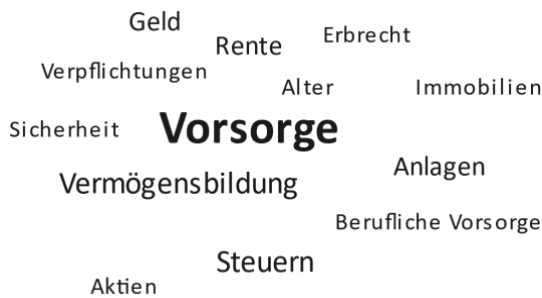 Geld
Rente
Erbrecht
Verpflichtungen
Alter
Immobilien
Sicherheit
Vorsorge
Anlagen
Vermögensbildung
Berufliche Vorsorge
Steuern
Aktien